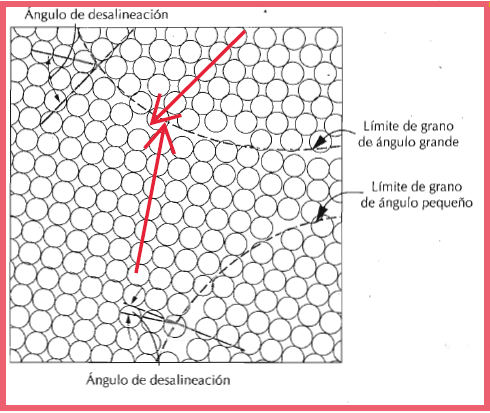 Ángulo de desalineación
Límite de grano
de ángulo grande
Límite de grano
de ángulo pequeño
Ángulo de desalineación